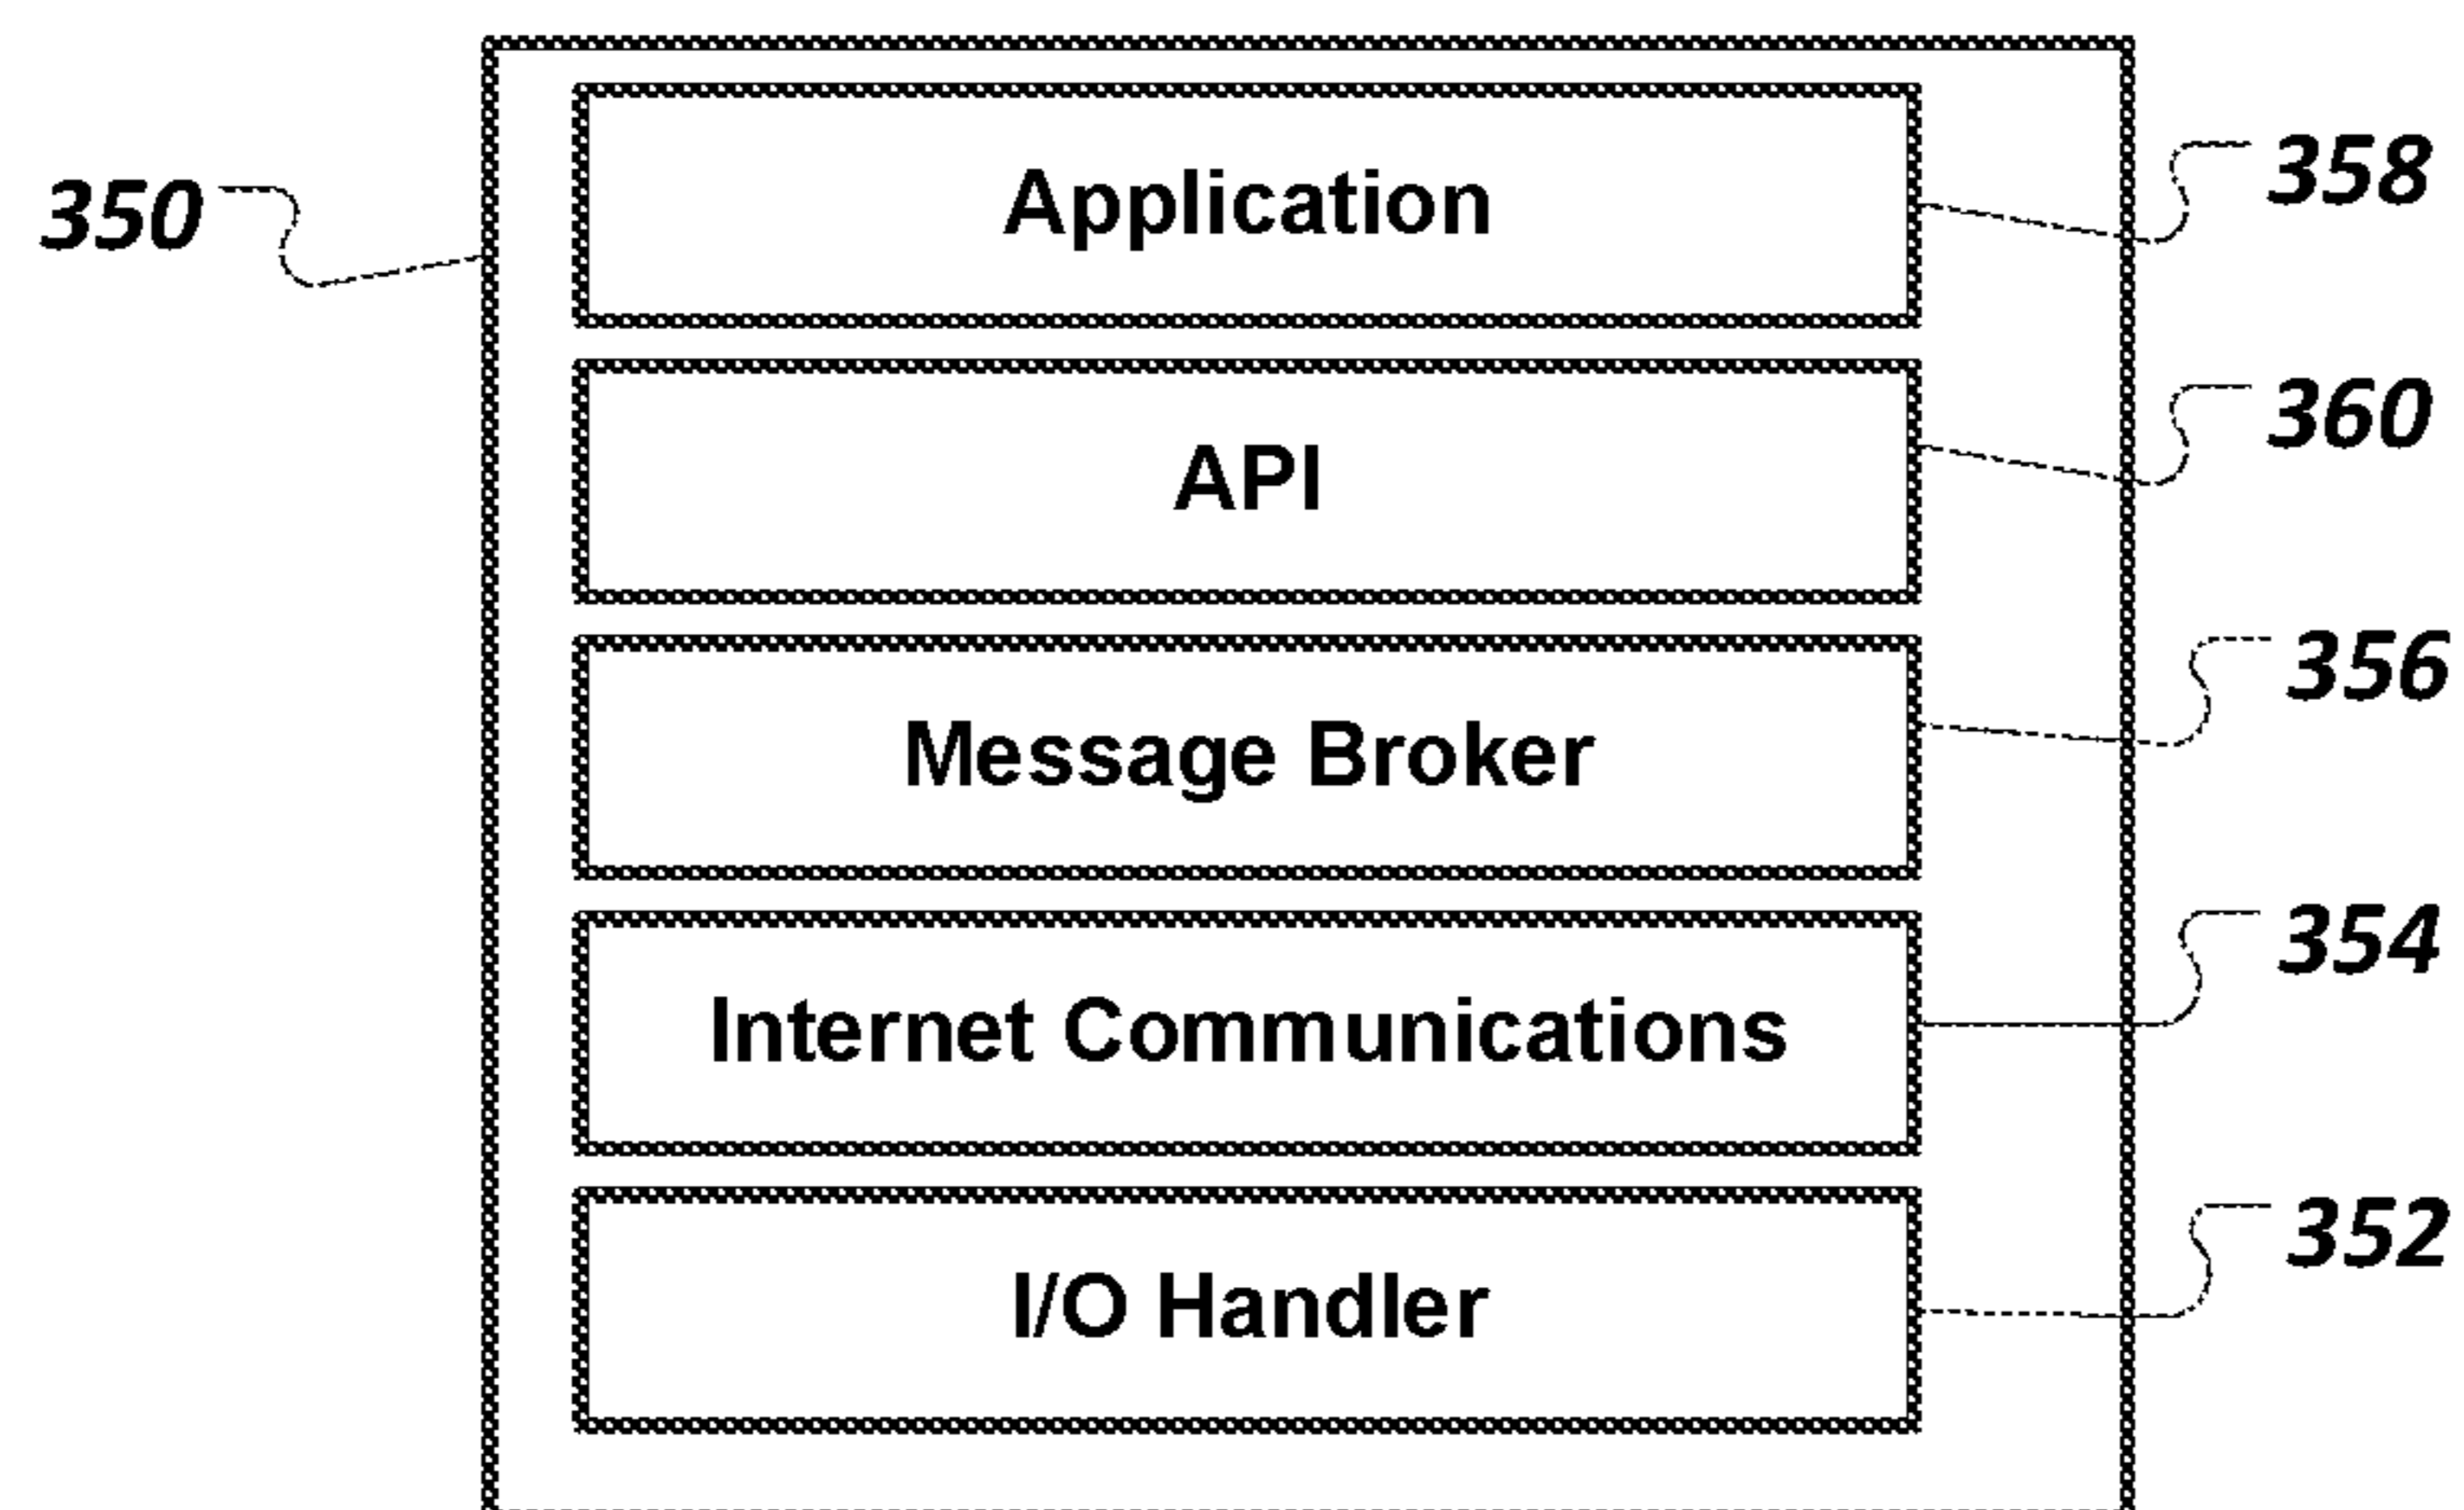 350
Application
358
API
360
Message Broker
356
Internet Communications
354
I/O Handler
352